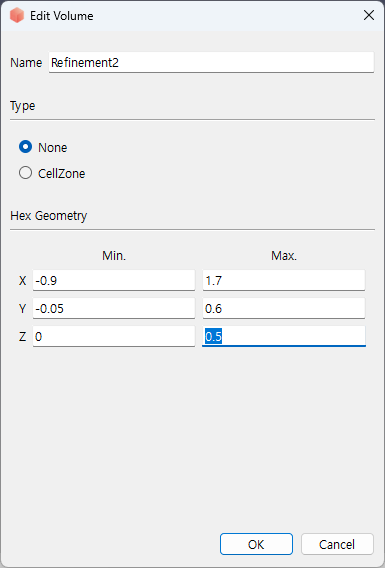 Edit Volume
Name Refinement2
Type
None
CellZone
Hex Geometry
Min. Max.
X -0.9 1.7
Y -0.05 0.6
Z 0 0.5
OK Cancel